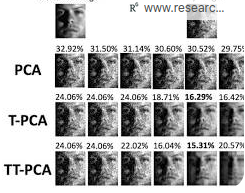 R⁶ www.researc...
32.92% 31.50% 31.14% 30.60% 30.52% 29.75%
PCA
24.06% 24.06% 24.06% 18.71% 16.29% 16.42%
T-PCA
24.06% 24.06% 22.02% 16.04% 15.31% 20.57%
TT-PCA